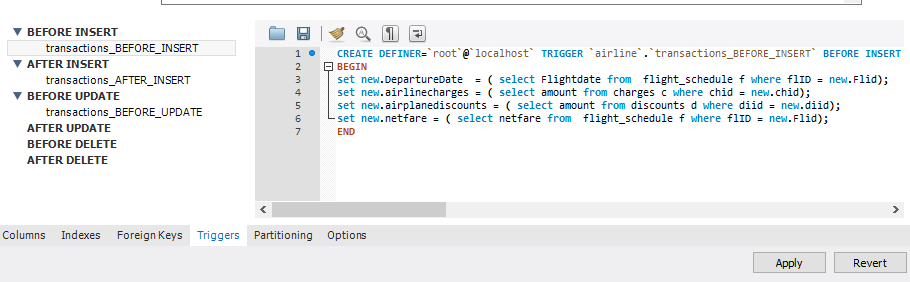 BEFORE INSERT
transactions_BEFORE_INSERT
AFTER INSERT
transactions_AFTER_INSERT
BEFORE UPDATE
transactions_BEFORE_UPDATE
AFTER UPDATE
BEFORE DELETE
AFTER DELETE
1 CREATE DEFINER=`root`@`localhost` TRIGGER `airline`.`transactions_BEFORE_INSERT` BEFORE INSERT
2 BEGIN
3 set new.DepartureDate  = ( select Flightdate from  flight_schedule f where flID = new.Flid);
4 set new.airlinecharges = ( select amount from charges c where chid = new.chid);
5 set new.airplanediscounts = ( select amount from discounts d where diid = new.diid);
6 set new.netfare = ( select netfare from  flight_schedule f where flID = new.Flid);
7 END
Columns Indexes Foreign Keys Triggers Partitioning Options
Apply Revert